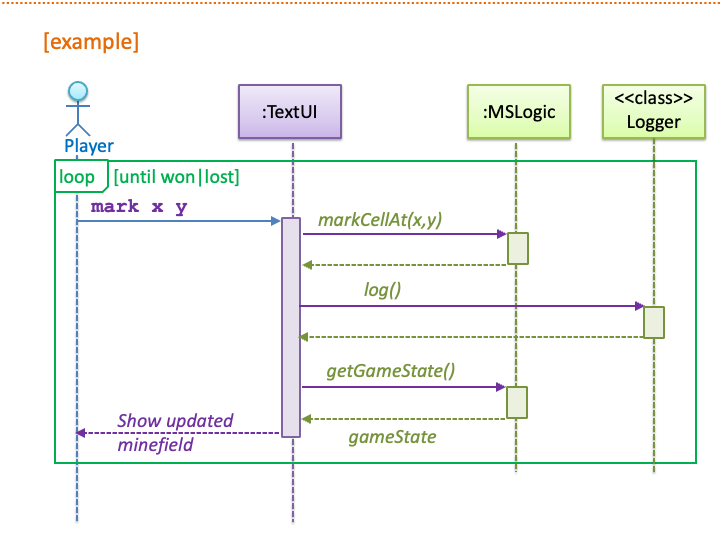 [example]
:TextUI
:MSLogic
<<class>>
Logger
Player
loop
[until won|lost]
mark x y
markCellAt(x,y)
log()
getGameState()
Show updated
minefield
gameState